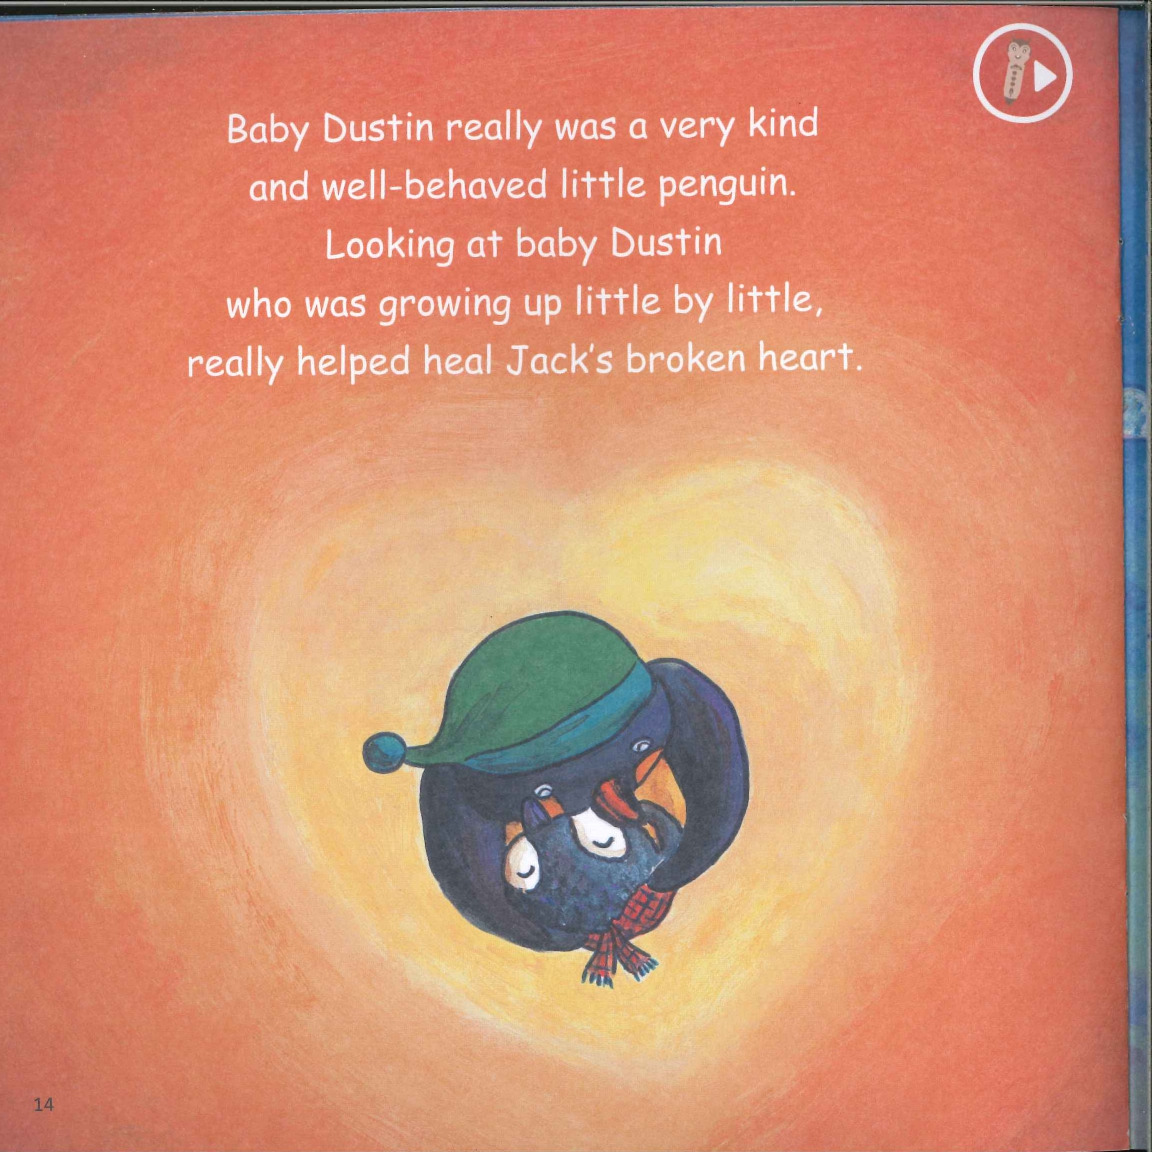 Baby Dustin really was a very kind
and well-behaved little penguin.
Looking at baby Dustin
who was growing up little by little,
really helped heal Jack's broken heart.
14